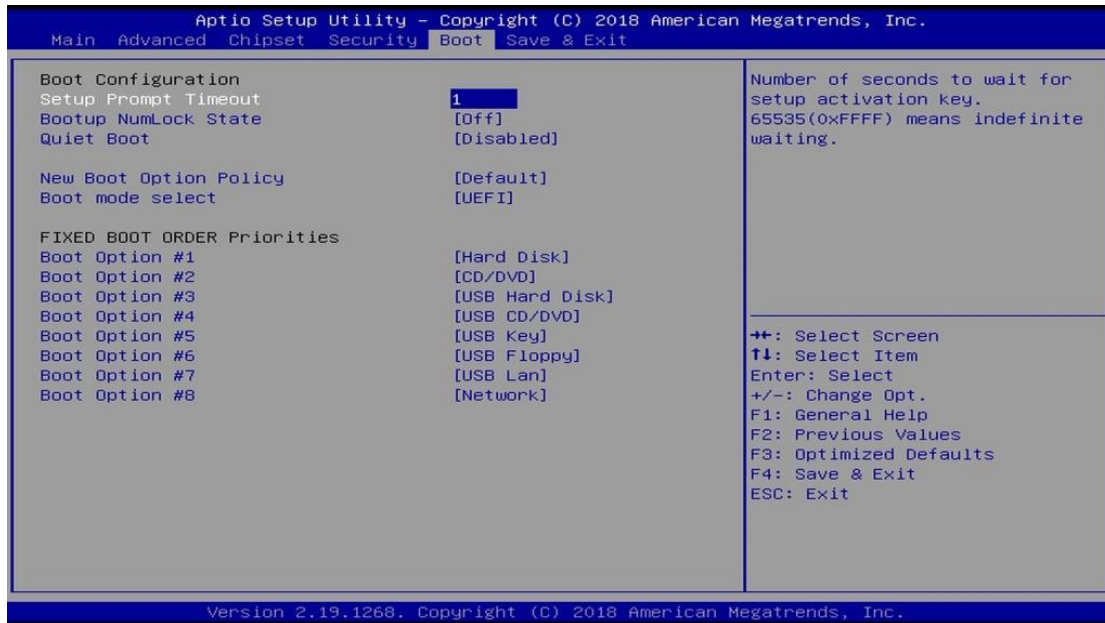 Aptio Setup Utility – Copyright (C) 2018 American Megatrends, Inc.
Main Advanced Chipset Security Boot Save & Exit
Boot Configuration
Setup Prompt Timeout 1
Bootup NumLock State [Off]
Quiet Boot [Disabled]
New Boot Option Policy [Default]
Boot mode select [UEFI]
FIXED BOOT ORDER Priorities
Boot Option #1 [Hard Disk]
Boot Option #2 [CD/DVD]
Boot Option #3 [USB Hard Disk]
Boot Option #4 [USB CD/DVD]
Boot Option #5 [USB Key]
Boot Option #6 [USB Floppy]
Boot Option #7 [USB Lan]
Boot Option #8 [Network]
Number of seconds to wait for
setup activation key.
65535(0xFFFF) means indefinite
waiting.
→←: Select Screen
↑↓: Select Item
Enter: Select
+/-: Change Opt.
F1: General Help
F2: Previous Values
F3: Optimized Defaults
F4: Save & Exit
ESC: Exit
Version 2.19.1268. Copyright (C) 2018 American Megatrends, Inc.